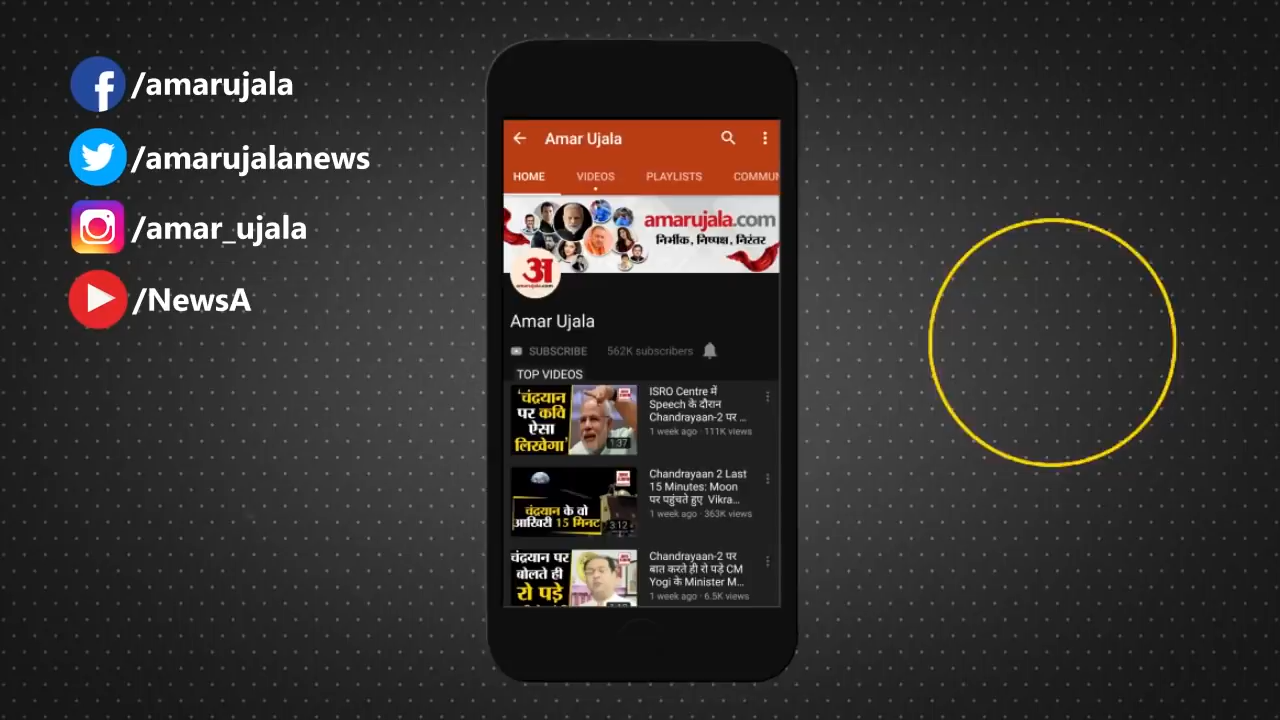 /amarujala
/amarujalanews
/amar_ujala
/NewsA
Amar Ujala
HOME VIDEOS PLAYLISTS COMMUN
amarujala.com
निर्भीक, निष्पक्ष, निरंतर
अ
amarujala.com
Amar Ujala
SUBSCRIBE 562K subscribers
TOP VIDEOS
'चंद्रयान
पर कवि
ऐसा
लिखेगा'
1:37
ISRO Centre में
Speech के दौरान
Chandrayaan-2 पर ...
1 week ago · 111K views
चंद्रयान के वो
आखिरी 15 मिनट
3:12
Chandrayaan 2 Last
15 Minutes: Moon
पर पहुंचते हुए Vikra...
1 week ago · 363K views
चंद्रयान पर
बोलते ही
रो पड़े
Chandrayaan-2 पर
बात करते ही रो पड़े CM
Yogi के Minister M...
1 week ago · 6.5K views